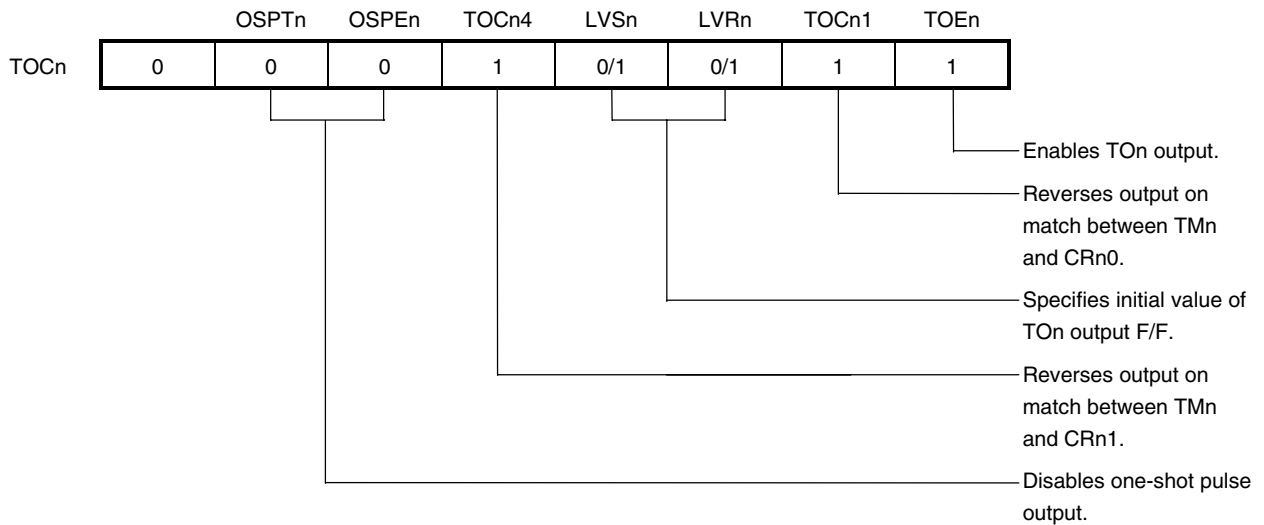 OSPTn OSPEn TOCn4 LVSn LVRn TOCn1 TOEn
TOCn 0 0 0 1 0/1 0/1 1 1
Enables TOn output.
Reverses output on
match between TMn
and CRn0.
Specifies initial value of
TOn output F/F.
Reverses output on
match between TMn
and CRn1.
Disables one-shot pulse
output.